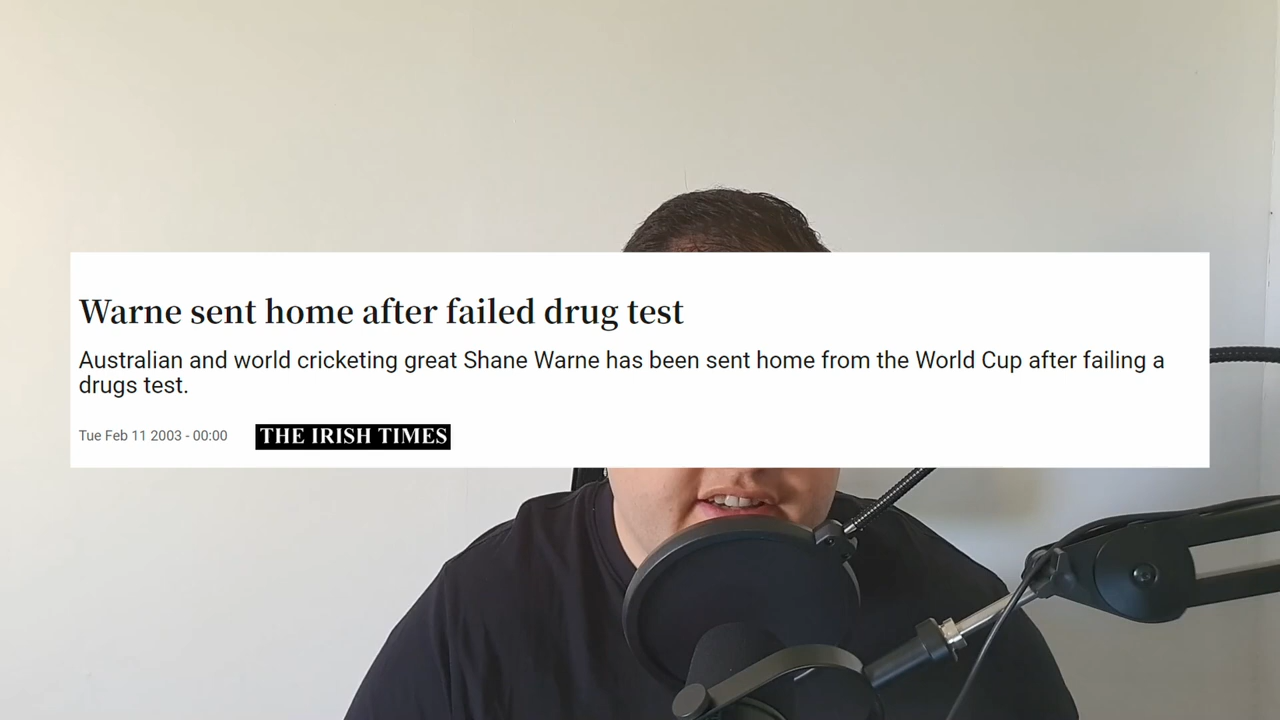 Warne sent home after failed drug test
Australian and world cricketing great Shane Warne has been sent home from the World Cup after failing a
drugs test.
Tue Feb 11 2003 - 00:00 THE IRISH TIMES